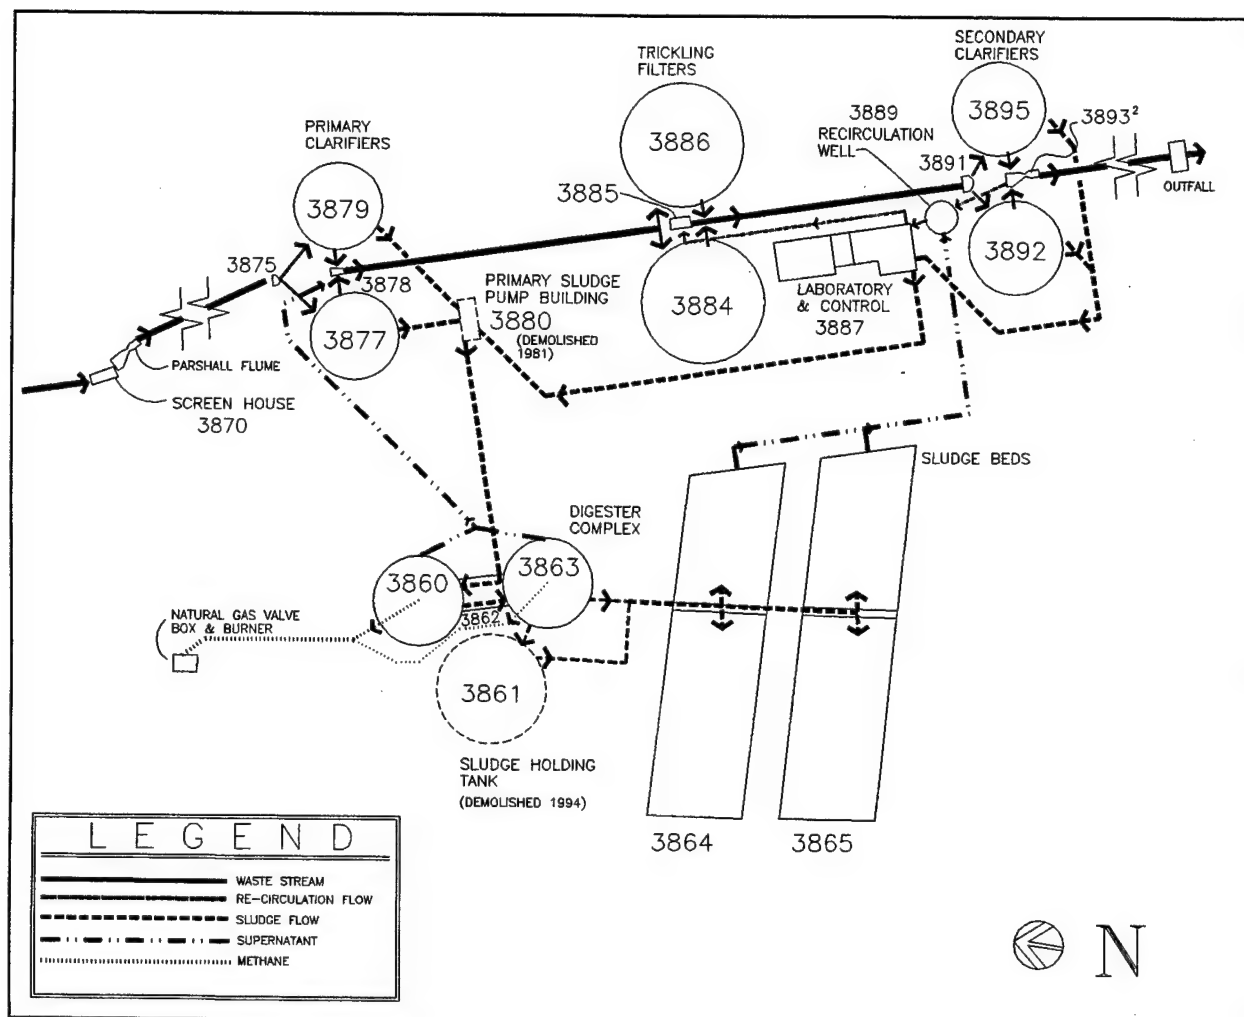 SECONDARY
CLARIFIERS
TRICKLING
FILTERS
3895
3893²
3889
RECIRCULATION
WELL
PRIMARY
CLARIFIERS
3886
3891
OUTFALL
3885
3879
3892
3875
3878
PRIMARY SLUDGE
PUMP BUILDING
3880
(DEMOLISHED
1981)
3884
LABORATORY
& CONTROL
3887
3877
PARSHALL FLUME
SCREEN HOUSE
3870
SLUDGE BEDS
DIGESTER
COMPLEX
3860
3863
3862
NATURAL GAS VALVE
BOX & BURNER
3861
SLUDGE HOLDING
TANK
(DEMOLISHED 1994)
3864
3865
LEGEND
WASTE STREAM
RE-CIRCULATION FLOW
SLUDGE FLOW
SUPERNATANT
METHANE
N